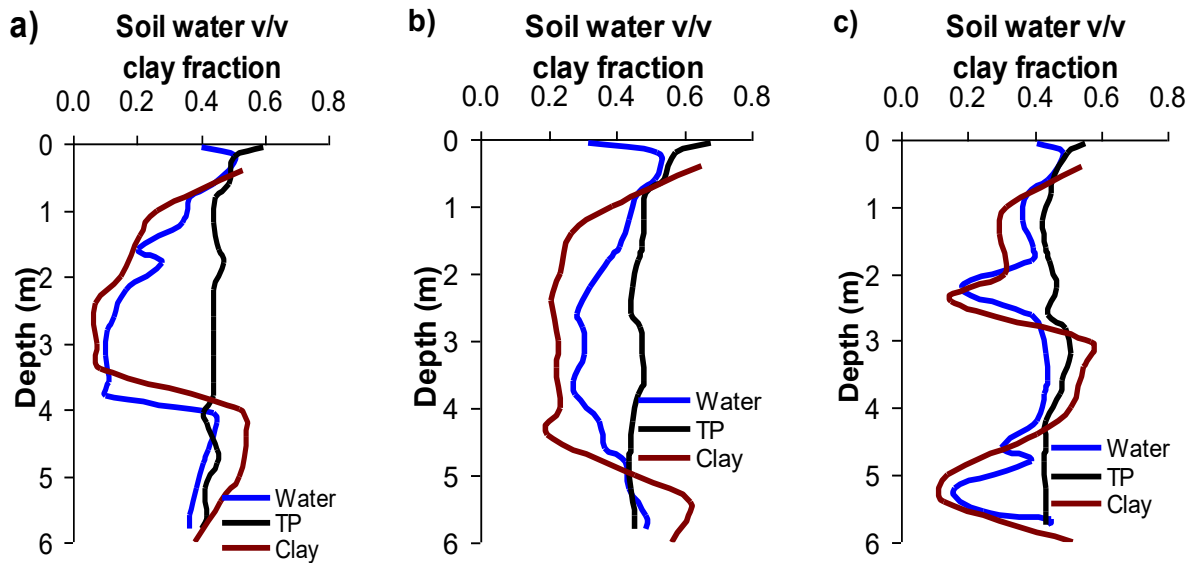 a)
Soil water v/v
clay fraction
0.0 0.2 0.4 0.6 0.8
0
1
2
3
4
5
6
Depth (m)
Water
TP
Clay
b)
Soil water v/v
clay fraction
0.0 0.2 0.4 0.6 0.8
0
1
2
3
4
5
6
Depth (m)
Water
TP
Clay
c)
Soil water v/v
clay fraction
0.0 0.2 0.4 0.6 0.8
0
1
2
3
4
5
6
Depth (m)
Water
TP
Clay